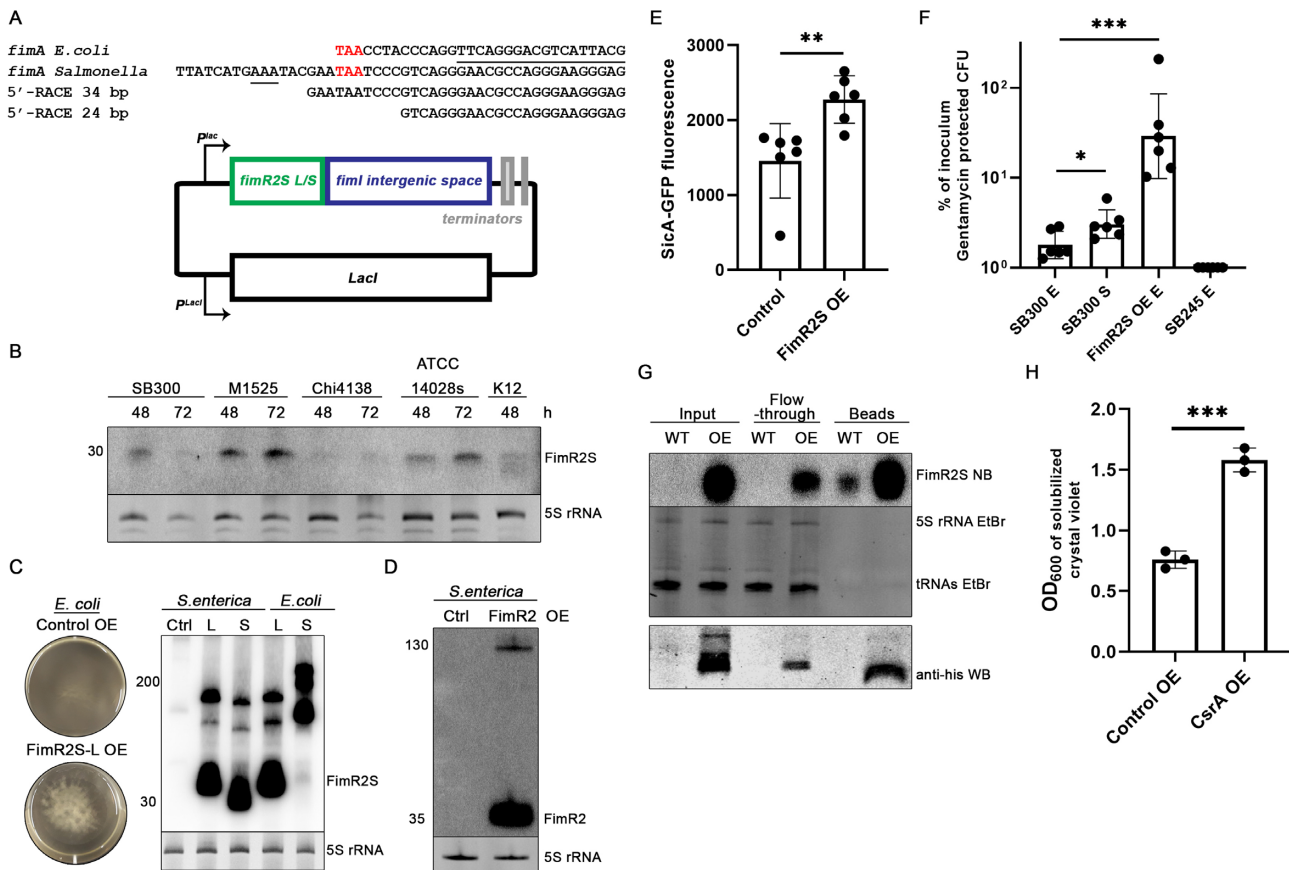 A
fimA E.coli TAACCTACCCAGGTTCAGGGACGTCATTACG
fimA Salmonella TTATCATGAAATACGAATAATCCCGTCAGGGAACGCCAGGGAAGGGAG
5'-RACE 34 bp GAATAATCCCGTCAGGGAACGCCAGGGAAGGGAG
5'-RACE 24 bp GTCAGGGAACGCCAGGGAAGGGAG
Plac
fimR2S L/S
fimI intergenic space
terminators
LacI
PLacI
B
SB300 M1525 Chi4138 ATCC 14028s K12
48 72 48 72 48 72 48 72 48 h
30
FimR2S
5S rRNA
C
E. coli
Control OE
FimR2S-L OE
S.enterica E.coli
Ctrl L S L S
200
30
FimR2S
5S rRNA
D
S.enterica
Ctrl FimR2 OE
130
35
FimR2
5S rRNA
E
SicA-GFP fluorescence
3000
2000
1000
0
**
Control
FimR2S OE
F
% of inoculum
Gentamycin protected CFU
10²
10¹
10⁰
***
*
SB300 E
SB300 S
FimR2S OE E
SB245 E
G
Input Flow-through Beads
WT OE WT OE WT OE
FimR2S NB
5S rRNA EtBr
tRNAs EtBr
anti-his WB
H
OD600 of solubilized
crystal violet
2.0
1.5
1.0
0.5
0.0
***
Control OE
CsrA OE